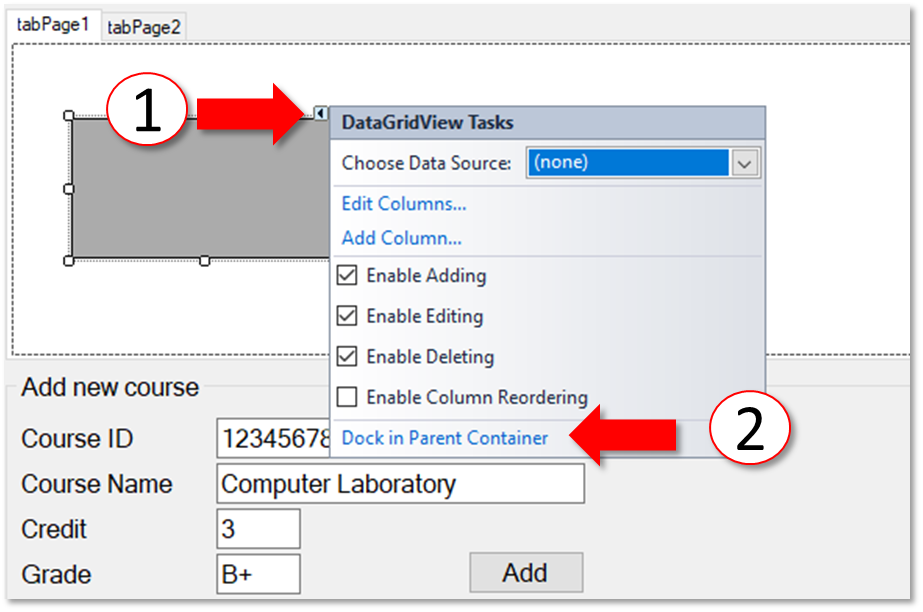 tabPage1 tabPage2
1
DataGridView Tasks
Choose Data Source: (none)
Edit Columns...
Add Column...
Enable Adding
Enable Editing
Enable Deleting
Enable Column Reordering
Dock in Parent Container
2
Add new course
Course ID 12345678
Course Name Computer Laboratory
Credit 3
Grade B+ Add